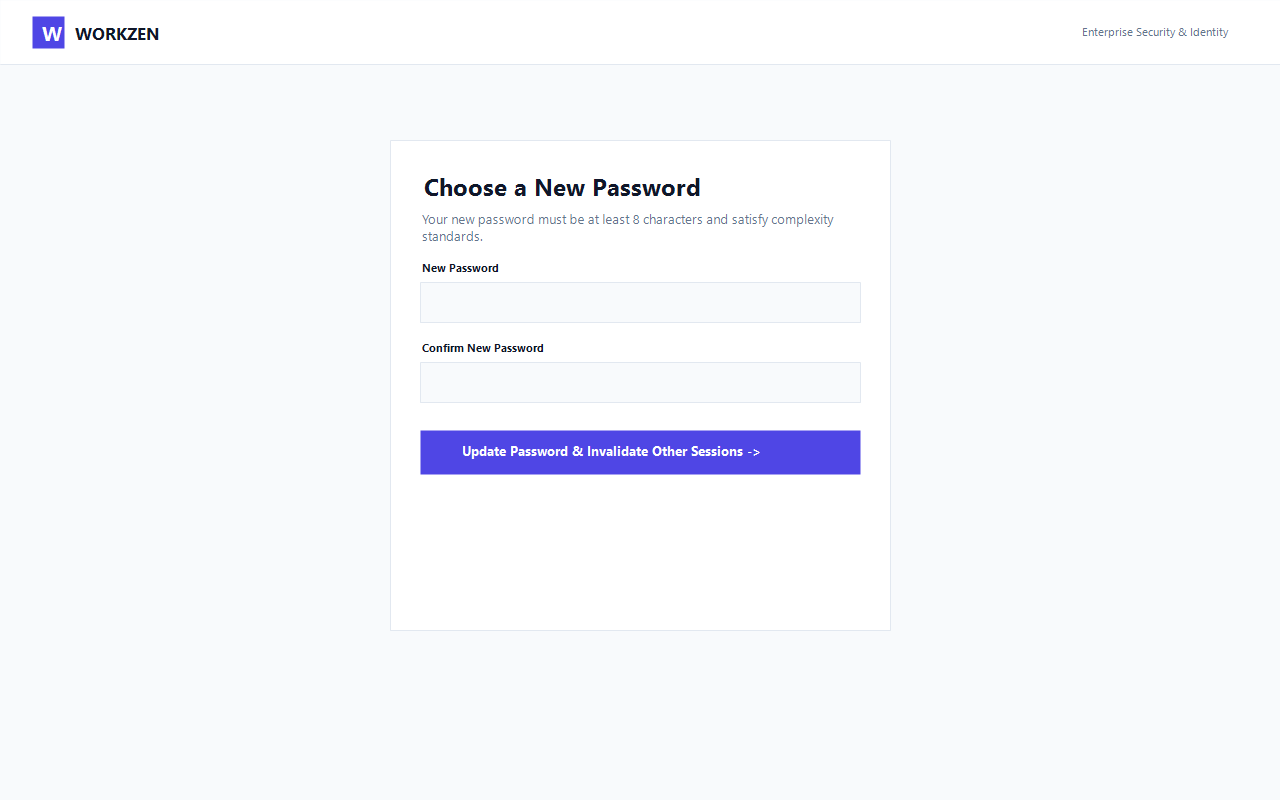 W WORKZEN
Enterprise Security & Identity
Choose a New Password
Your new password must be at least 8 characters and satisfy complexity
standards.
New Password
Confirm New Password
Update Password & Invalidate Other Sessions ->